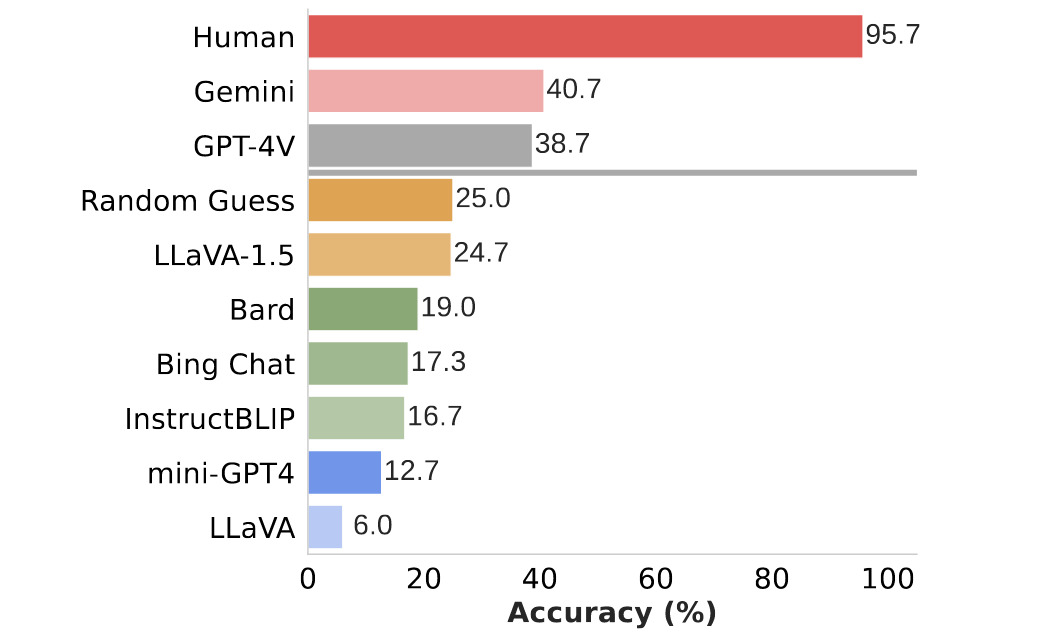 Human 95.7
Gemini 40.7
GPT-4V 38.7
Random Guess 25.0
LLaVA-1.5 24.7
Bard 19.0
Bing Chat 17.3
InstructBLIP 16.7
mini-GPT4 12.7
LLaVA 6.0
0 20 40 60 80 100
Accuracy (%)